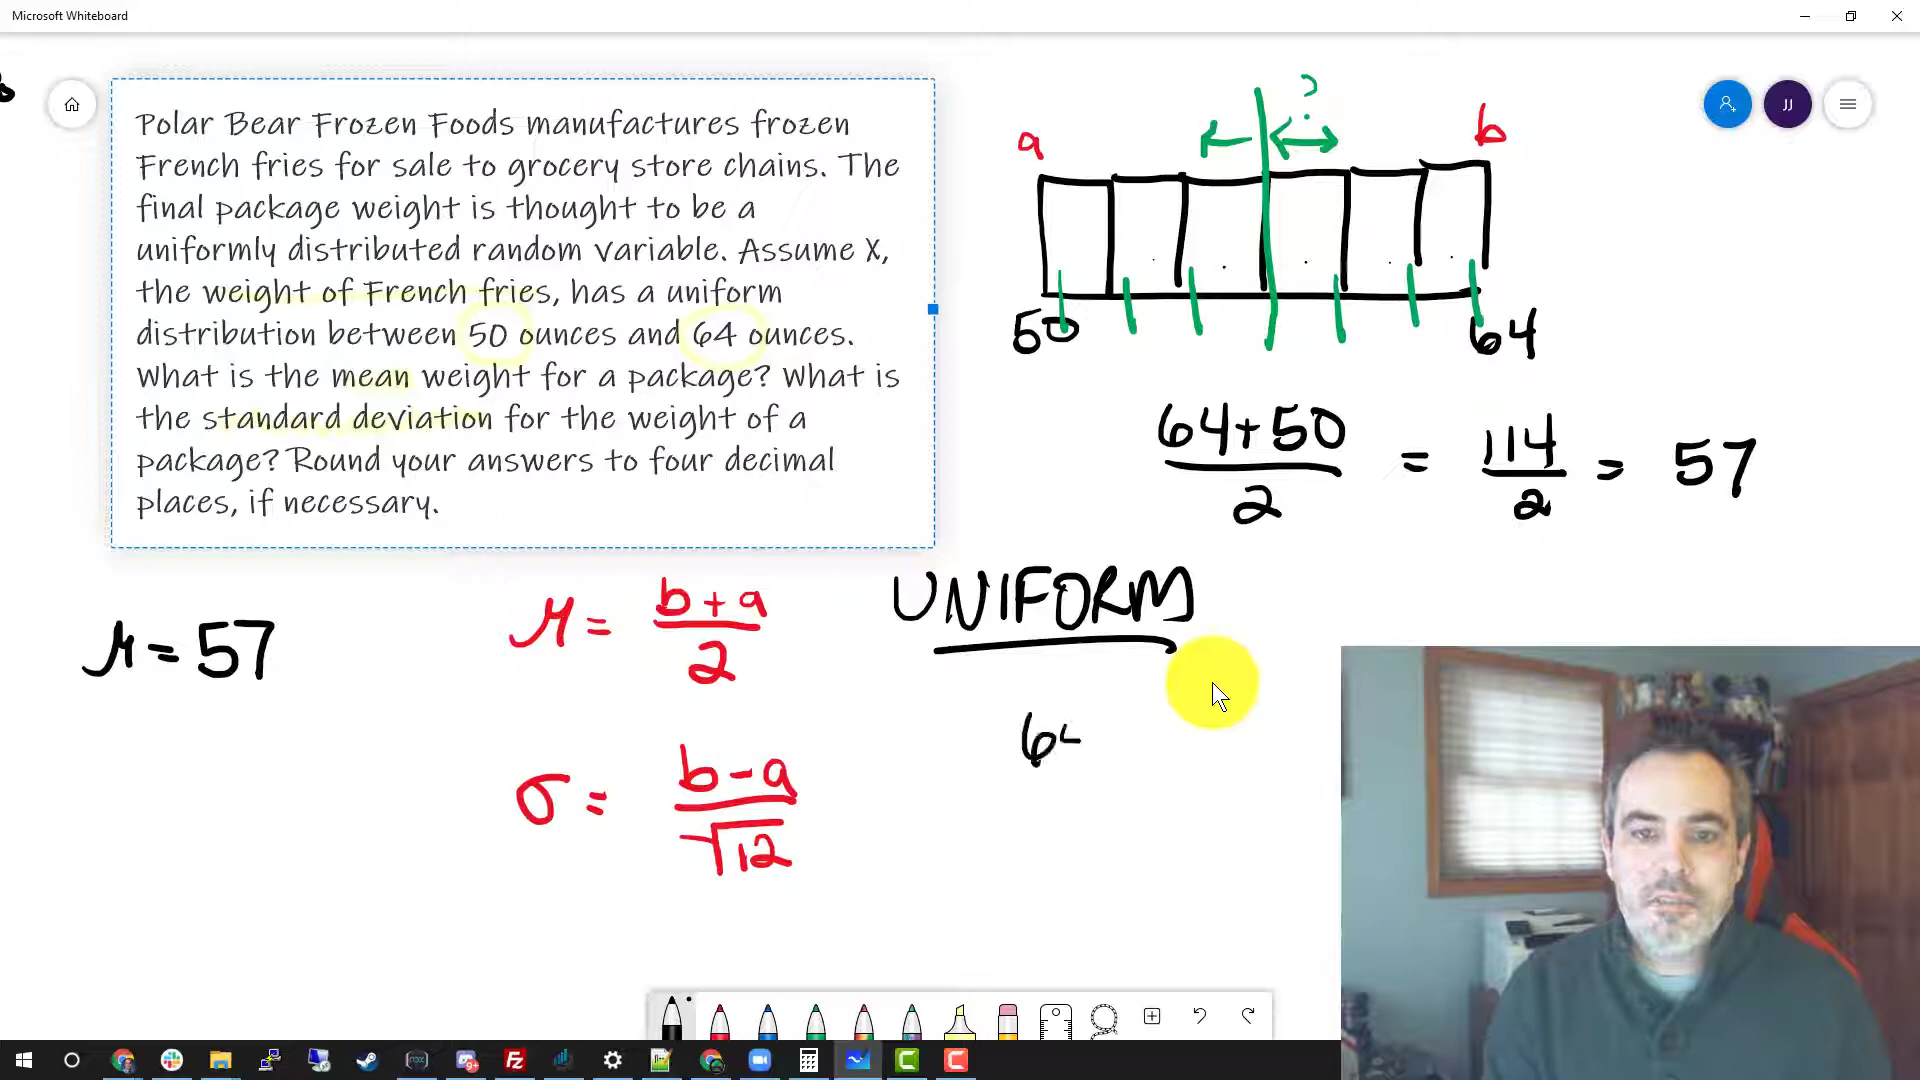 Microsoft Whiteboard
Polar Bear Frozen Foods manufactures frozen
French fries for sale to grocery store chains. The
final package weight is thought to be a
uniformly distributed random variable. Assume X,
the weight of French fries, has a uniform
distribution between 50 ounces and 64 ounces.
What is the mean weight for a package? What is
the standard deviation for the weight of a
package? Round your answers to four decimal
places, if necessary.
?
a b
50 64
64+50 / 2 = 114 / 2 = 57
JJ
UNIFORM
μ = 57
μ = b+a / 2
6
σ = b-a / √12